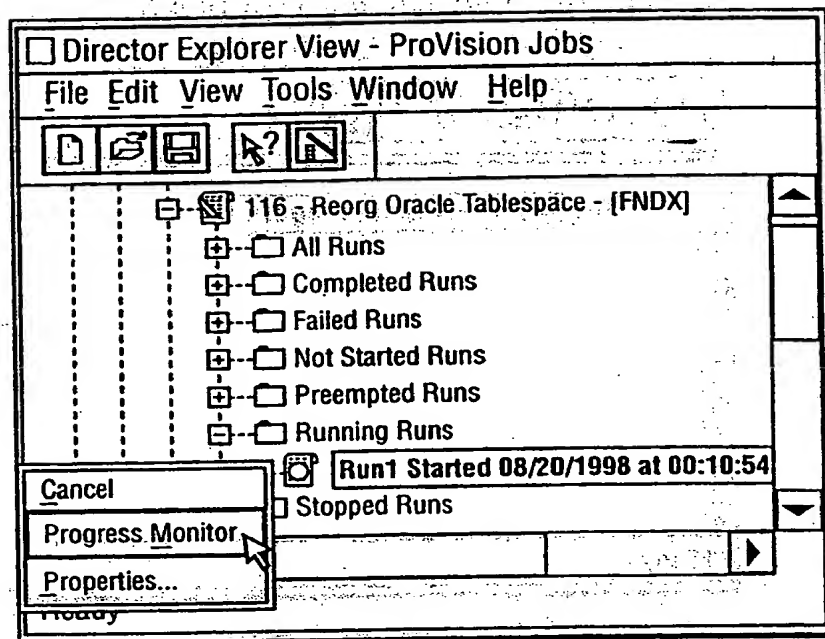 Director Explorer View - ProVision Jobs
File Edit View Tools Window Help
116 - Reorg Oracle Tablespace - [FNDX]
All Runs
Completed Runs
Failed Runs
Not Started Runs
Preempted Runs
Running Runs
Run1 Started 08/20/1998 at 00:10:54
Stopped Runs
Cancel
Progress Monitor
Properties...
Ready